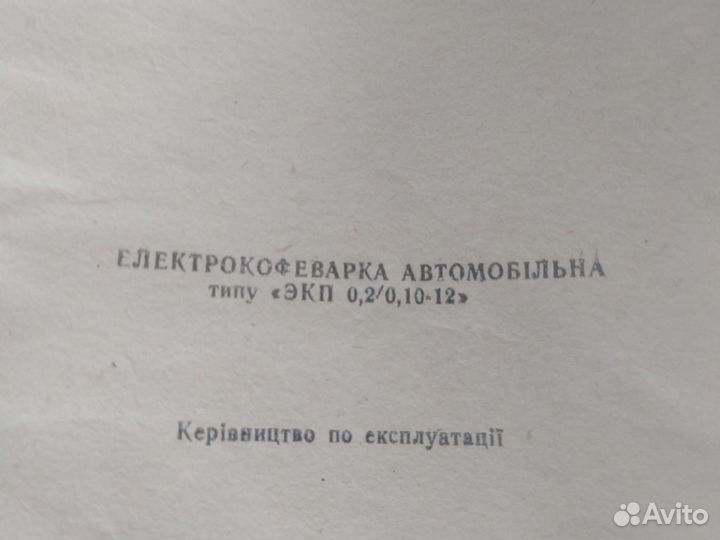 ЕЛЕКТРОКОФЕВАРКА АВТОМОБІЛЬНА
типу «ЭКП 0,2/0,10-12»
Керівництво по експлуатації
Avito